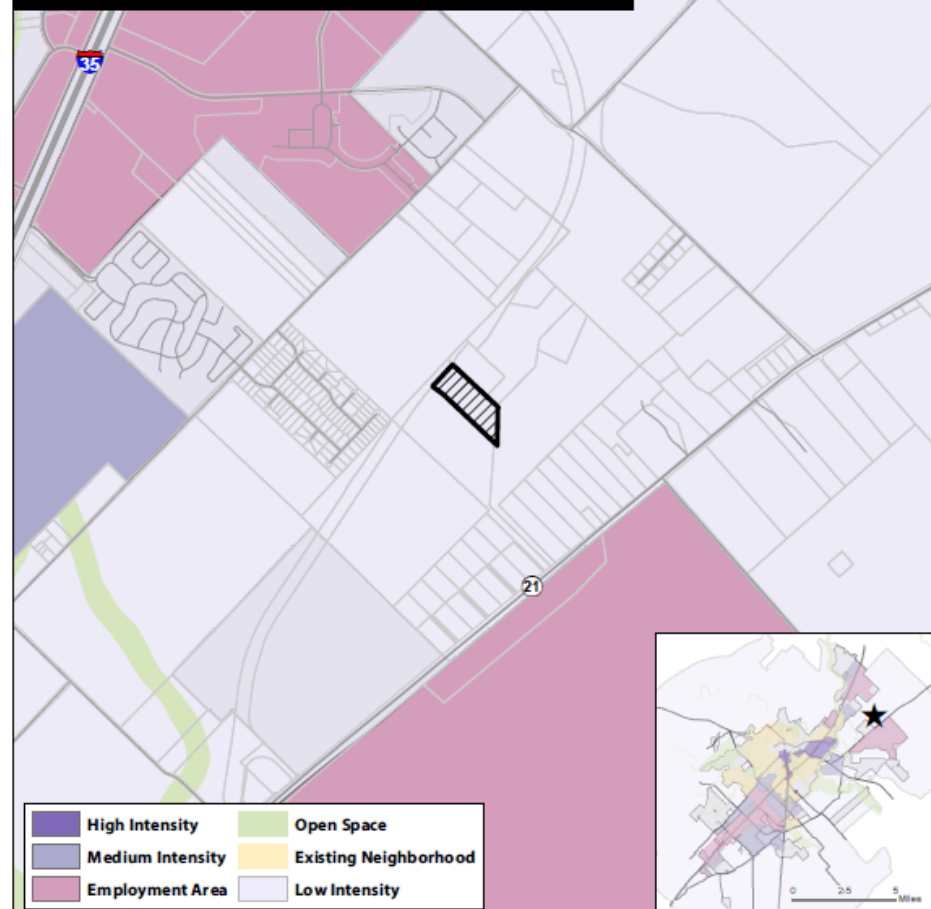 35
21
High Intensity
Open Space
Medium Intensity
Existing Neighborhood
Employment Area
Low Intensity
0 2.5 5
Miles